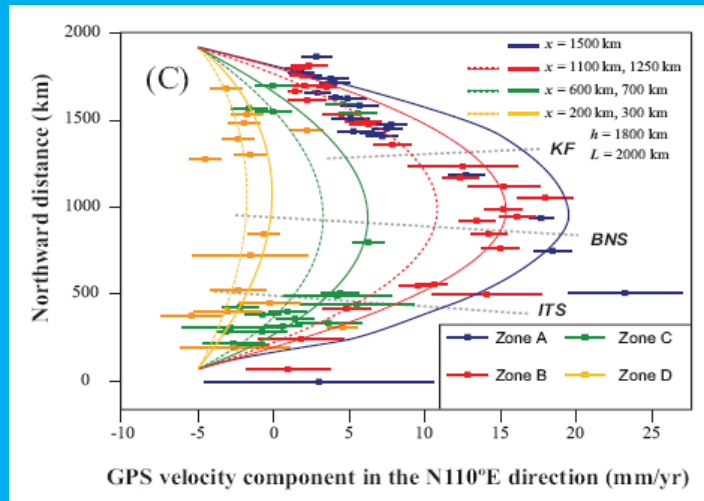 2000
1500
1000
500
0
-10
-5
0
5
10
15
20
25
Northward distance (km)
GPS velocity component in the N110ºE direction (mm/yr)
(C)
x = 1500 km
x = 1100 km, 1250 km
x = 600 km, 700 km
x = 200 km, 300 km
h = 1800 km
L = 2000 km
KF
BNS
ITS
Zone A
Zone C
Zone B
Zone D